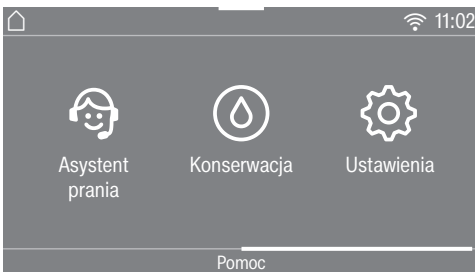 11:02
Asystent
prania
Konserwacja
Ustawienia
Pomoc